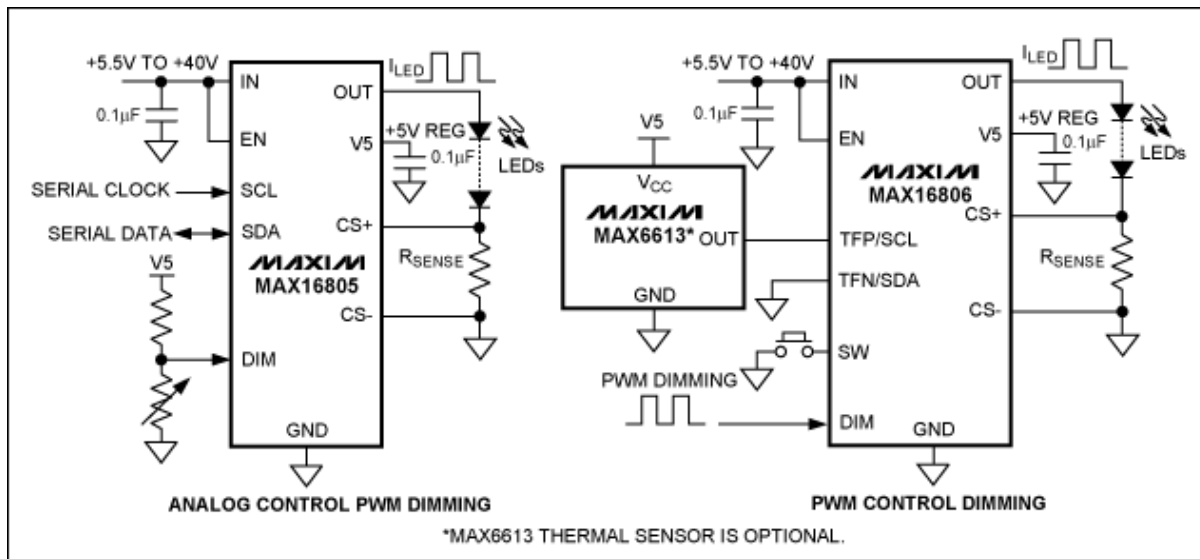 +5.5V TO +40V
0.1µF
IN
EN
SERIAL CLOCK
SCL
SERIAL DATA
SDA
V5
DIM
MAXIM
MAX16805
GND
OUT
V5
CS+
CS-
ILED
+5V REG
0.1µF
LEDs
RSENSE
ANALOG CONTROL PWM DIMMING
V5
VCC
MAXIM
MAX6613*
OUT
GND
PWM DIMMING
+5.5V TO +40V
0.1µF
IN
EN
MAXIM
MAX16806
TFP/SCL
TFN/SDA
SW
DIM
GND
OUT
V5
CS+
CS-
ILED
+5V REG
0.1µF
LEDs
RSENSE
PWM CONTROL DIMMING
*MAX6613 THERMAL SENSOR IS OPTIONAL.